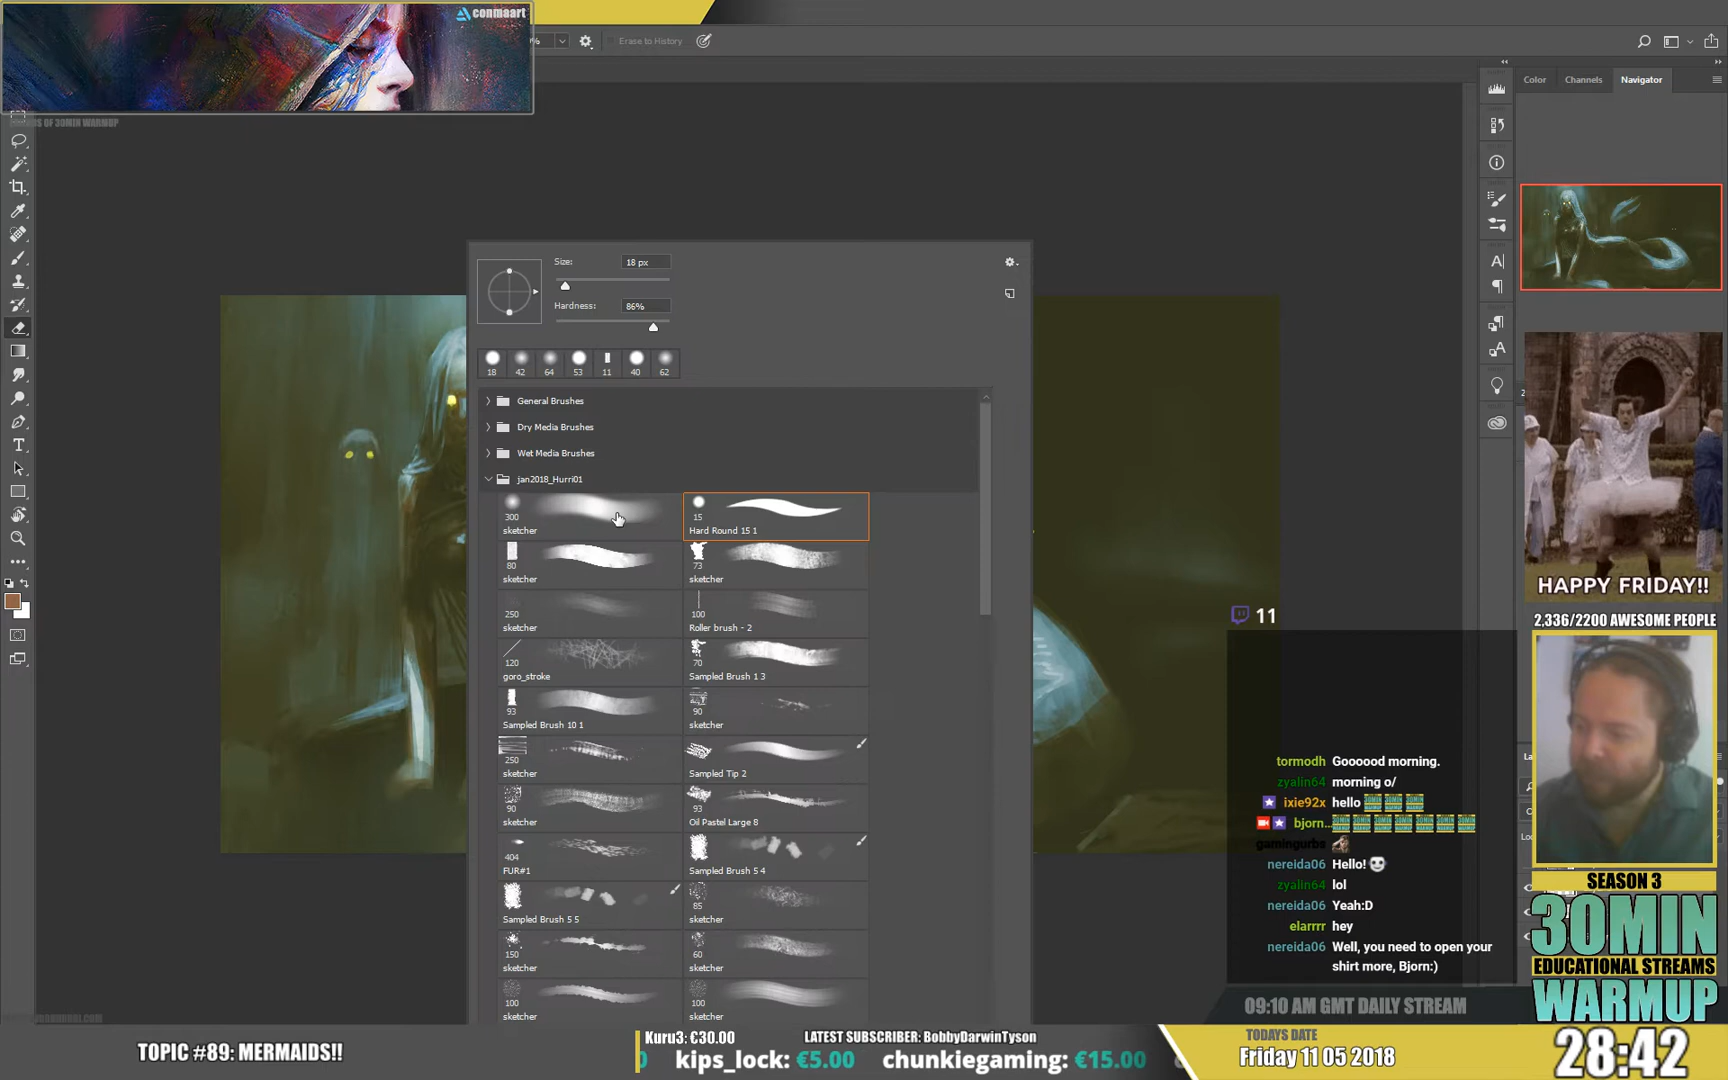 conmaart
%
Erase to History
Color
Channels
Navigator
S OF 30MIN WARMUP
Size:
18 px
Hardness:
86%
18
42
64
53
11
40
62
General Brushes
Dry Media Brushes
Wet Media Brushes
jan2018_Hurri01
300
sketcher
15
Hard Round 15 1
80
sketcher
73
sketcher
250
sketcher
100
Roller brush - 2
120
goro_stroke
70
Sampled Brush 1 3
93
Sampled Brush 10 1
90
sketcher
250
sketcher
Sampled Tip 2
90
sketcher
93
Oil Pastel Large 8
404
FUR#1
Sampled Brush 5 4
Sampled Brush 5 5
85
sketcher
150
sketcher
60
sketcher
100
sketcher
100
sketcher
HAPPY FRIDAY!!
2,336/2200 AWESOME PEOPLE
11
tormodh Goooood morning.
zyalin64 morning o/
ixie92x hello
bjorn...
gamingurbs
nereida06 Hello!
zyalin64 lol
nereida06 Yeah:D
elarrrr hey
nereida06 Well, you need to open your
shirt more, Bjorn:)
SEASON 3
30MIN
EDUCATIONAL STREAMS
WARMUP
09:10 AM GMT DAILY STREAM
TOPIC #89: MERMAIDS!!
Kuru3: €30.00
LATEST SUBSCRIBER: BobbyDarwinTyson
0 kips_lock: €5.00 chunkiegaming: €15.00
TODAYS DATE
Friday 11 05 2018
28:42